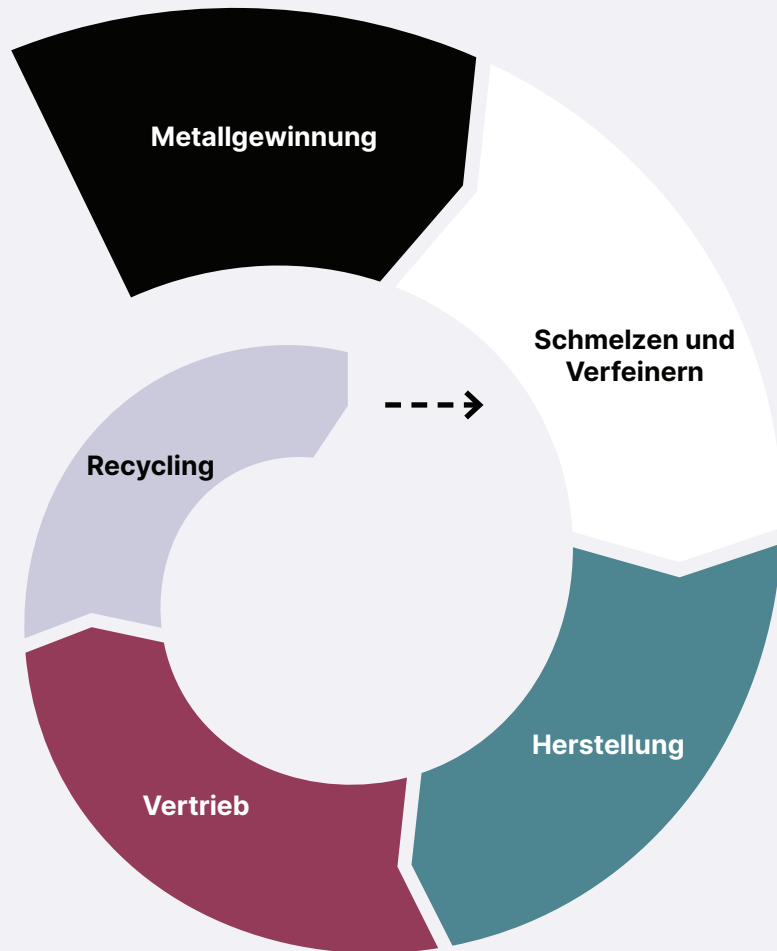 Metallgewinnung
Schmelzen und
Verfeinern
Herstellung
Vertrieb
Recycling